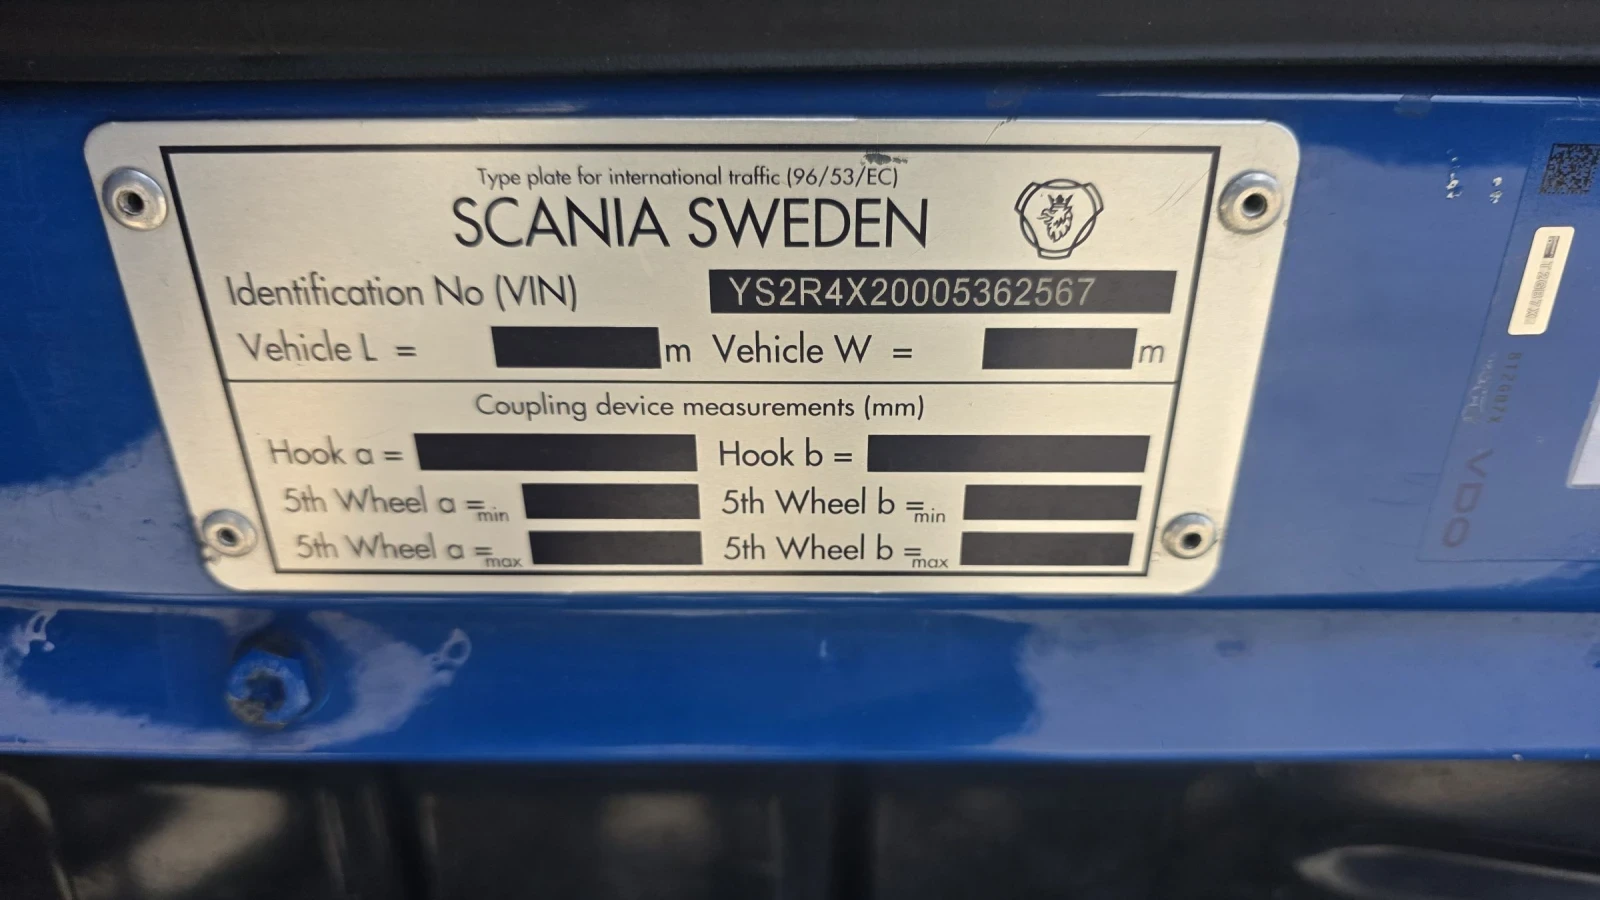 Type plate for international traffic (96/53/EC)
SCANIA SWEDEN
Identification No (VIN) YS2R4X20005362567
Vehicle L = m Vehicle W = m
Coupling device measurements (mm)
Hook a = Hook b =
5th Wheel a =min 5th Wheel b =min
5th Wheel a =max 5th Wheel b =max
VDO